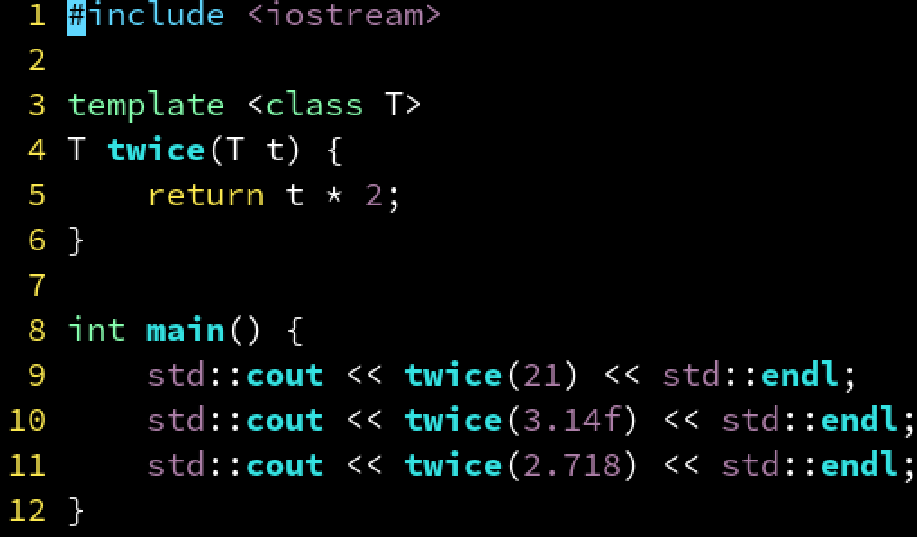 1 #include <iostream>
2
3 template <class T>
4 T twice(T t) {
5     return t * 2;
6 }
7
8 int main() {
9     std::cout << twice(21) << std::endl;
10     std::cout << twice(3.14f) << std::endl;
11     std::cout << twice(2.718) << std::endl;
12 }